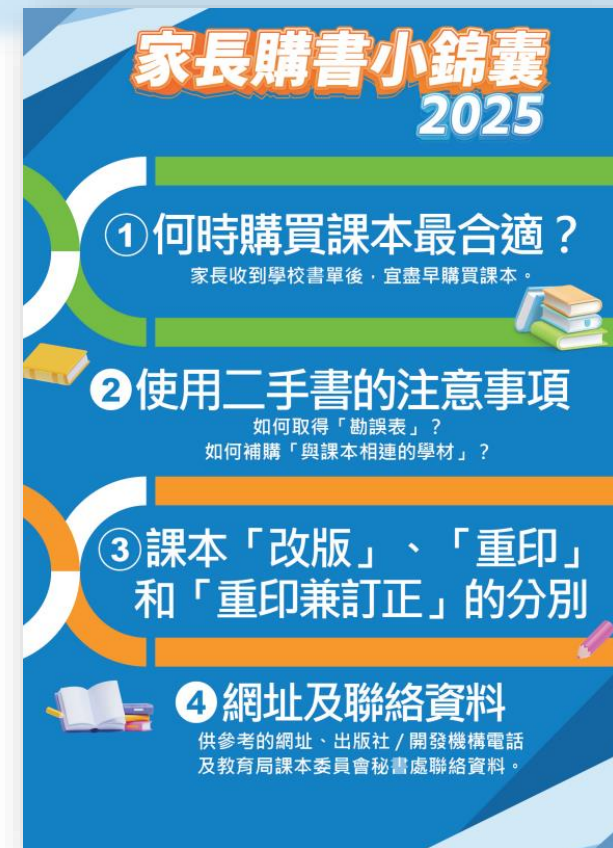 家長購書小錦囊
2025
①何時購買課本最合適？
家長收到學校書單後，宜盡早購買課本。
❷使用二手書的注意事項
如何取得「勘誤表」？
如何補購「與課本相連的學材」？
③課本「改版」、「重印」
和「重印兼訂正」的分別
❹網址及聯絡資料
供參考的網址、出版社 / 開發機構電話
及教育局課本委員會秘書處聯絡資料。